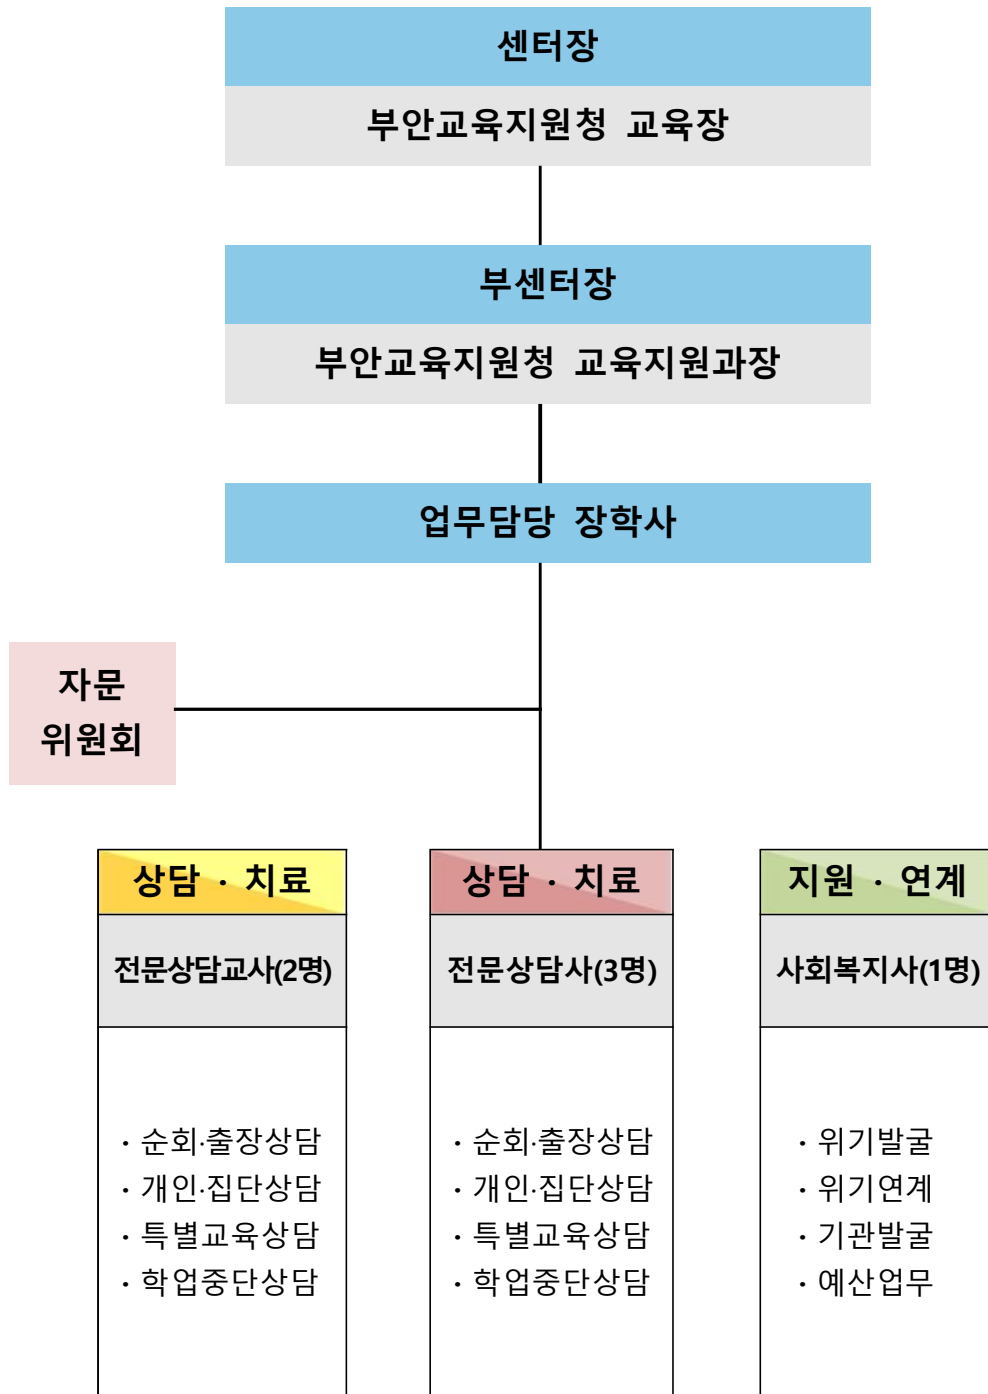 센터장
부안교육지원청 교육장
부센터장
부안교육지원청 교육지원과장
업무담당 장학사
자문
위원회
상담 · 치료
전문상담교사(2명)
· 순회·출장상담
· 개인·집단상담
· 특별교육상담
· 학업중단상담
상담 · 치료
전문상담사(3명)
· 순회·출장상담
· 개인·집단상담
· 특별교육상담
· 학업중단상담
지원 · 연계
사회복지사(1명)
· 위기발굴
· 위기연계
· 기관발굴
· 예산업무